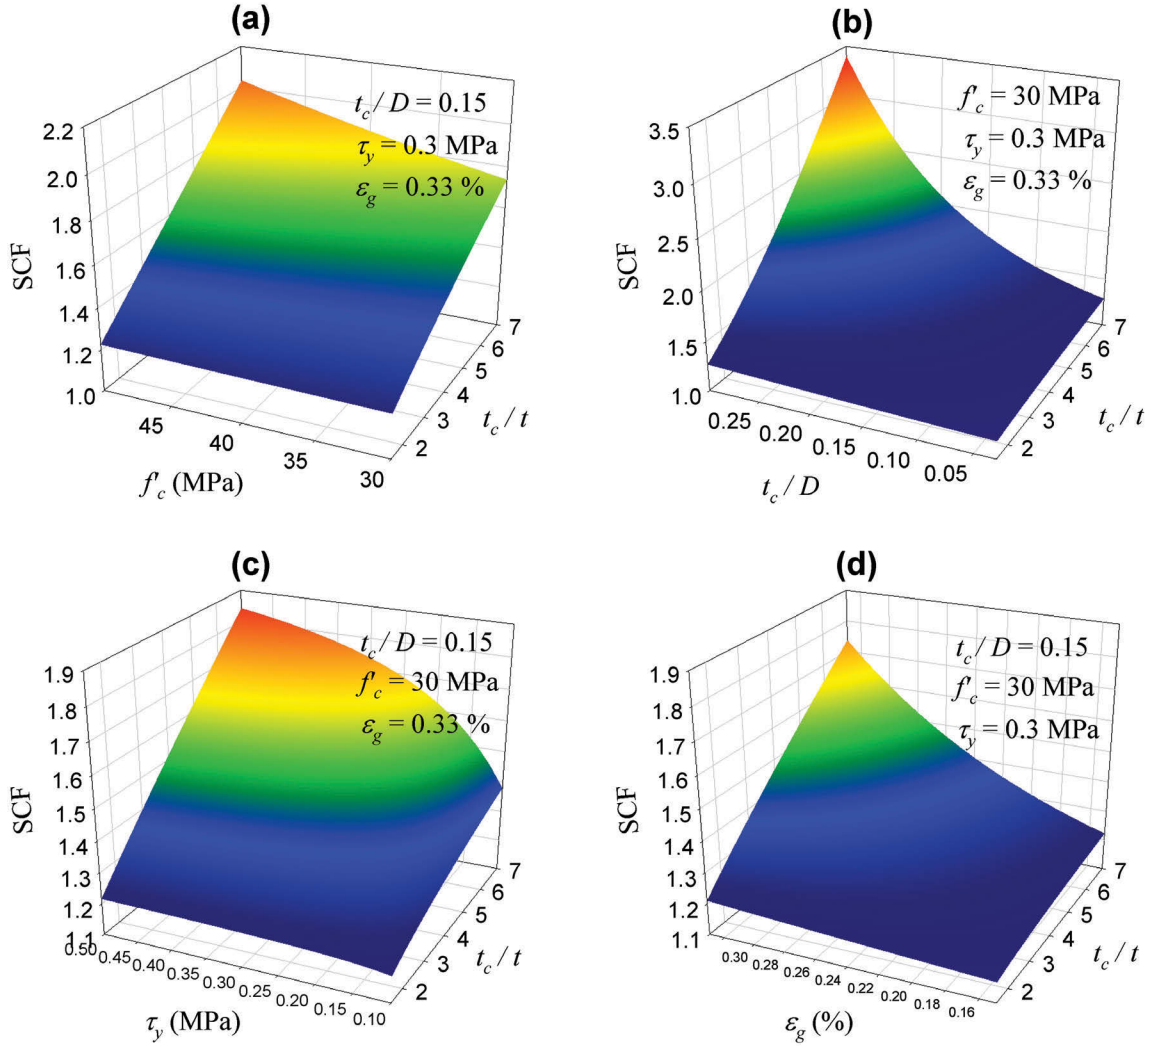 (a)
t_c / D = 0.15
τ_y = 0.3 MPa
ε_g = 0.33 %
SCF
2.2
2.0
1.8
1.6
1.4
1.2
1.0
45
40
35
30
f'_c (MPa)
2
3
4
5
6
7
t_c / t
(b)
f'_c = 30 MPa
τ_y = 0.3 MPa
ε_g = 0.33 %
SCF
3.5
3.0
2.5
2.0
1.5
1.0
0.25
0.20
0.15
0.10
0.05
t_c / D
2
3
4
5
6
7
t_c / t
(c)
t_c / D = 0.15
f'_c = 30 MPa
ε_g = 0.33 %
SCF
1.9
1.8
1.7
1.6
1.5
1.4
1.3
1.2
1.1
0.50
0.45
0.40
0.35
0.30
0.25
0.20
0.15
0.10
τ_y (MPa)
2
3
4
5
6
7
t_c / t
(d)
t_c / D = 0.15
f'_c = 30 MPa
τ_y = 0.3 MPa
SCF
1.9
1.8
1.7
1.6
1.5
1.4
1.3
1.2
1.1
0.30
0.28
0.26
0.24
0.22
0.20
0.18
0.16
ε_g (%)
2
3
4
5
6
7
t_c / t